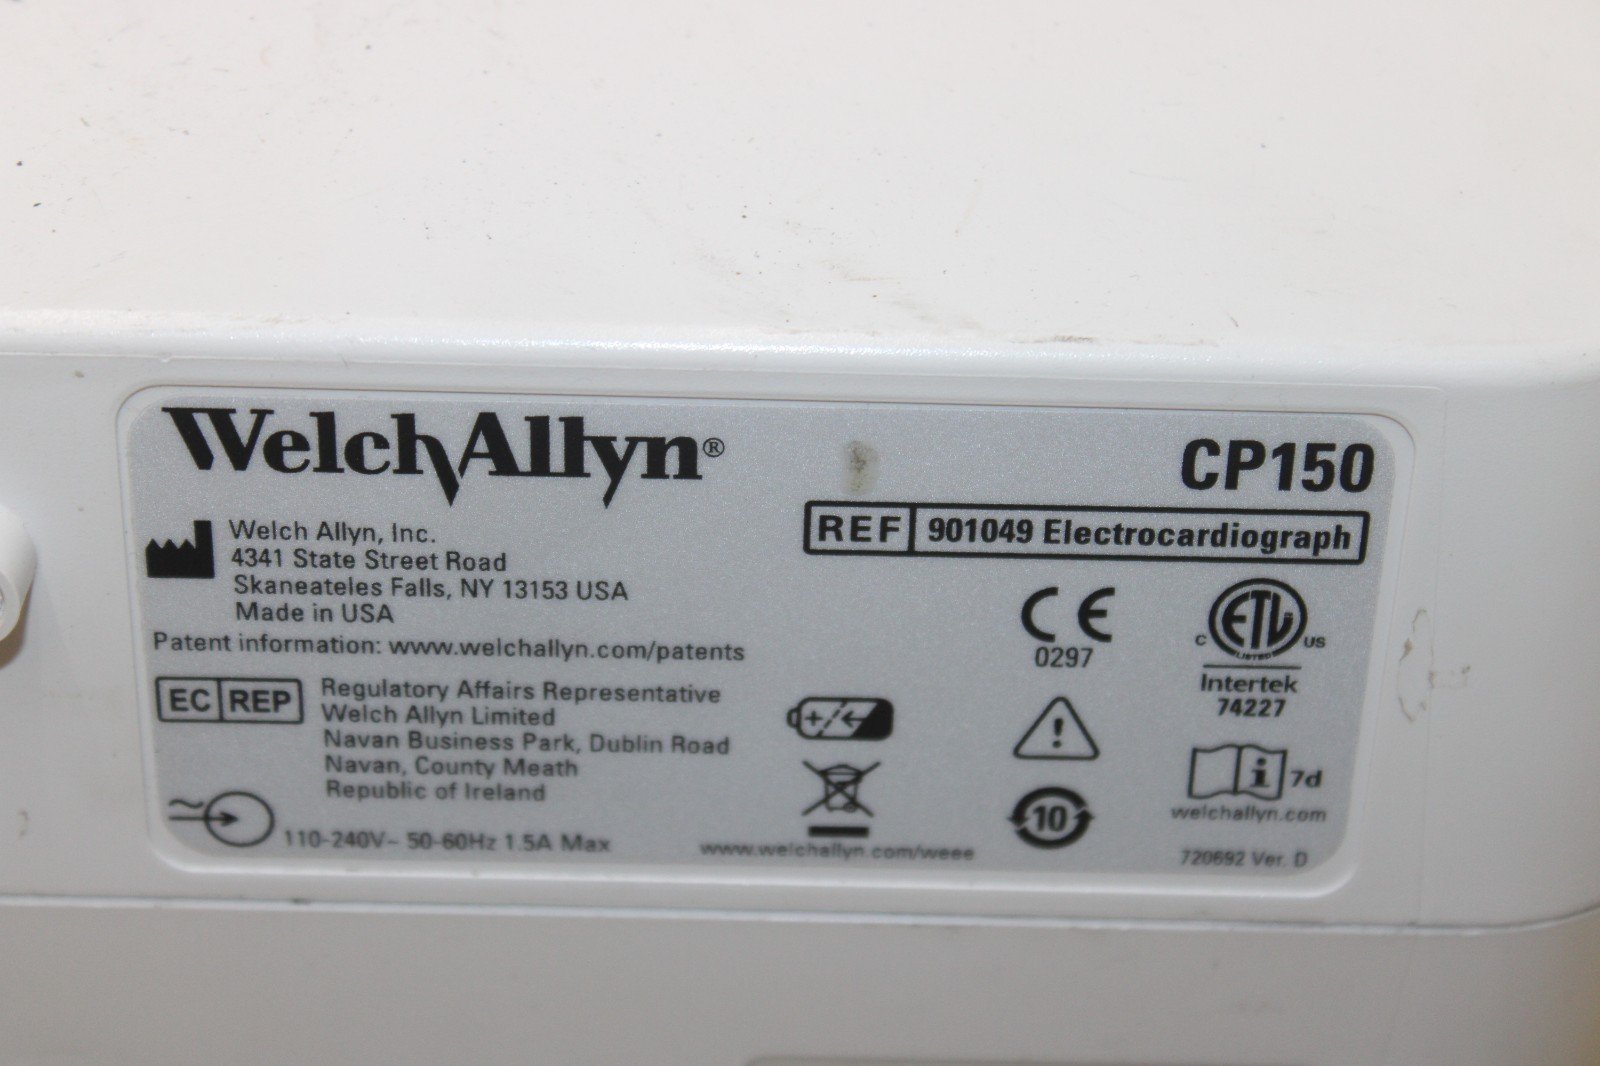 WelchAllyn®
CP150
REF 901049 Electrocardiograph
Welch Allyn, Inc.
4341 State Street Road
Skaneateles Falls, NY 13153 USA
Made in USA
Patent information: www.welchallyn.com/patents
EC REP
Regulatory Affairs Representative
Welch Allyn Limited
Navan Business Park, Dublin Road
Navan, County Meath
Republic of Ireland
110-240V~ 50-60Hz 1.5A Max
www.welchallyn.com/weee
CE
0297
!
10
C ETL US
LISTED
Intertek
74227
i 7d
welchallyn.com
720692 Ver. D